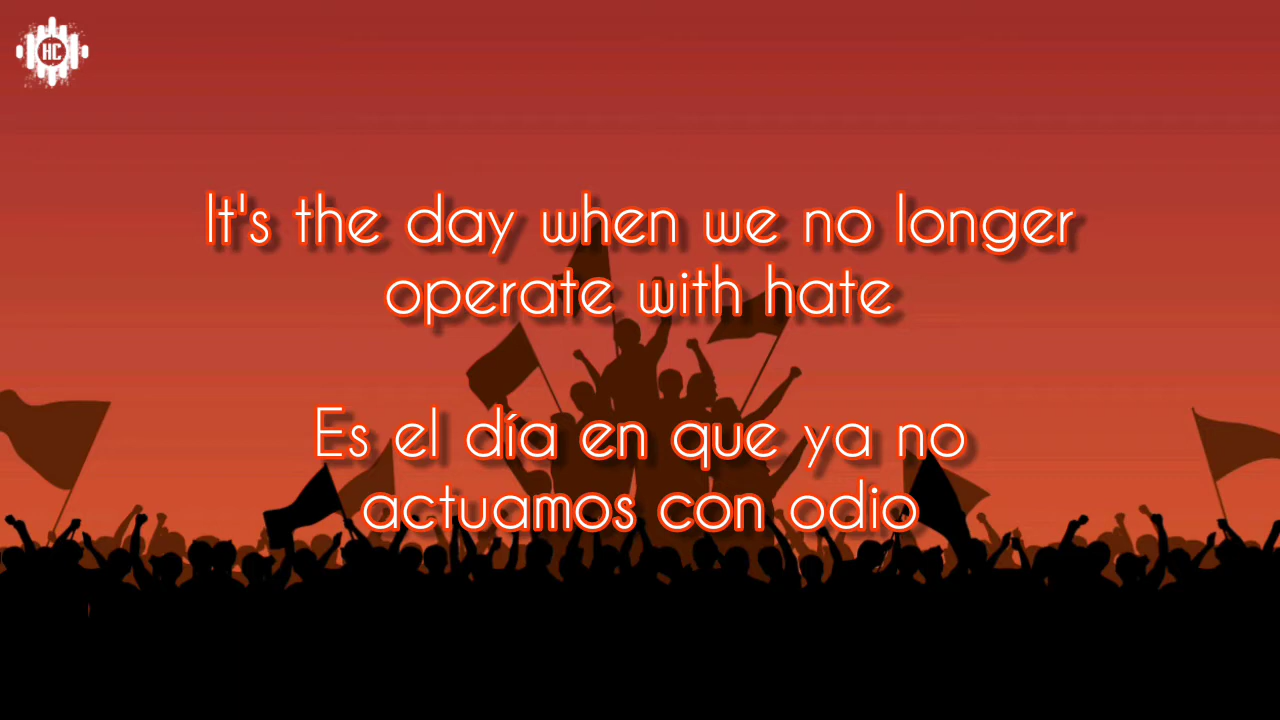 HC
It's the day when we no longer
operate with hate
Es el día en que ya no
actuamos con odio